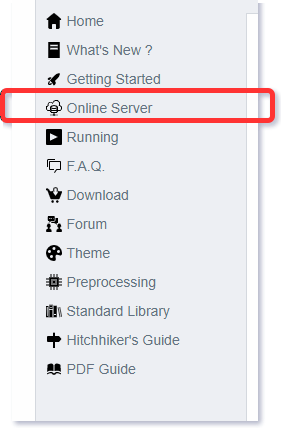 Home
What's New ?
Getting Started
Online Server
Running
F.A.Q.
Download
Forum
Theme
Preprocessing
Standard Library
Hitchhiker's Guide
PDF Guide